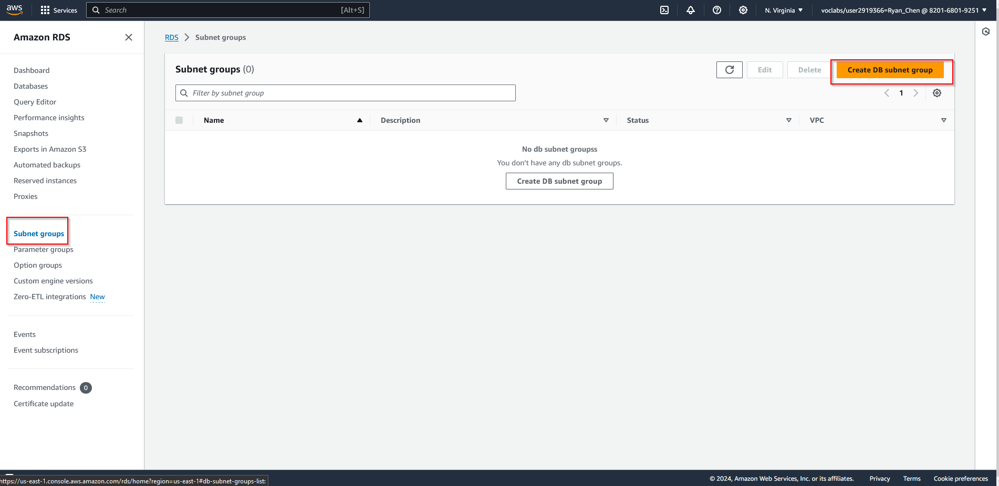 aws
Services
Search
[Alt+S]
N. Virginia
voclabs/user2919366=Ryan_Chen @ 8201-6801-9251
Amazon RDS
Dashboard
Databases
Query Editor
Performance insights
Snapshots
Exports in Amazon S3
Automated backups
Reserved instances
Proxies
Subnet groups
Parameter groups
Option groups
Custom engine versions
Zero-ETL integrations New
Events
Event subscriptions
Recommendations 0
Certificate update
RDS > Subnet groups
Subnet groups (0)
Edit
Delete
Create DB subnet group
Filter by subnet group
1
Name
Description
Status
VPC
No db subnet groupss
You don't have any db subnet groups.
Create DB subnet group
https://us-east-1.console.aws.amazon.com/rds/home?region=us-east-1#db-subnet-groups-list:
© 2024, Amazon Web Services, Inc. or its affiliates.
Privacy
Terms
Cookie preferences